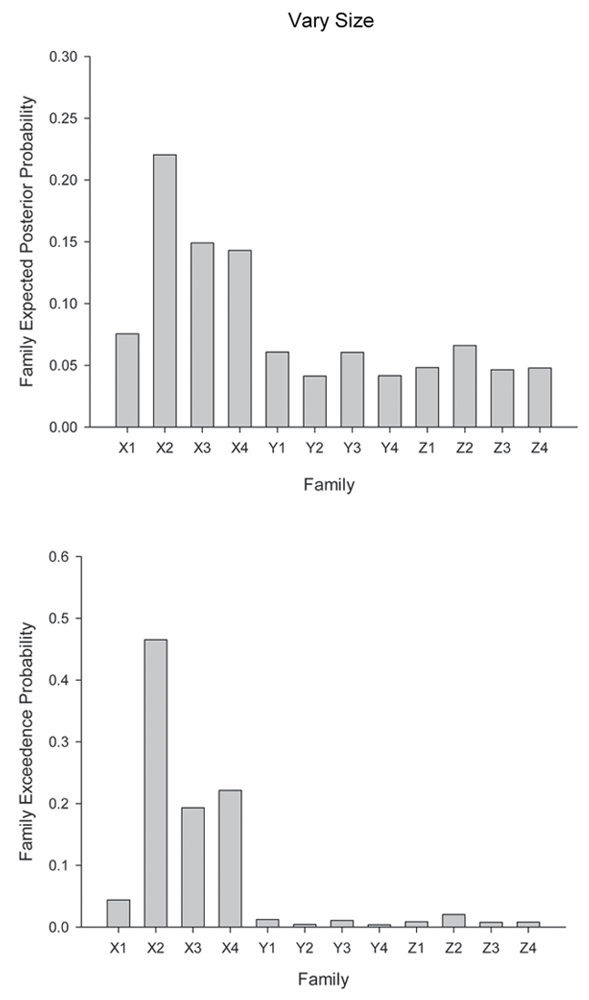 Vary Size
Family Expected Posterior Probability
0.30
0.25
0.20
0.15
0.10
0.05
0.00
X1 X2 X3 X4 Y1 Y2 Y3 Y4 Z1 Z2 Z3 Z4
Family
Family Exceedence Probability
0.6
0.5
0.4
0.3
0.2
0.1
0.0
X1 X2 X3 X4 Y1 Y2 Y3 Y4 Z1 Z2 Z3 Z4
Family